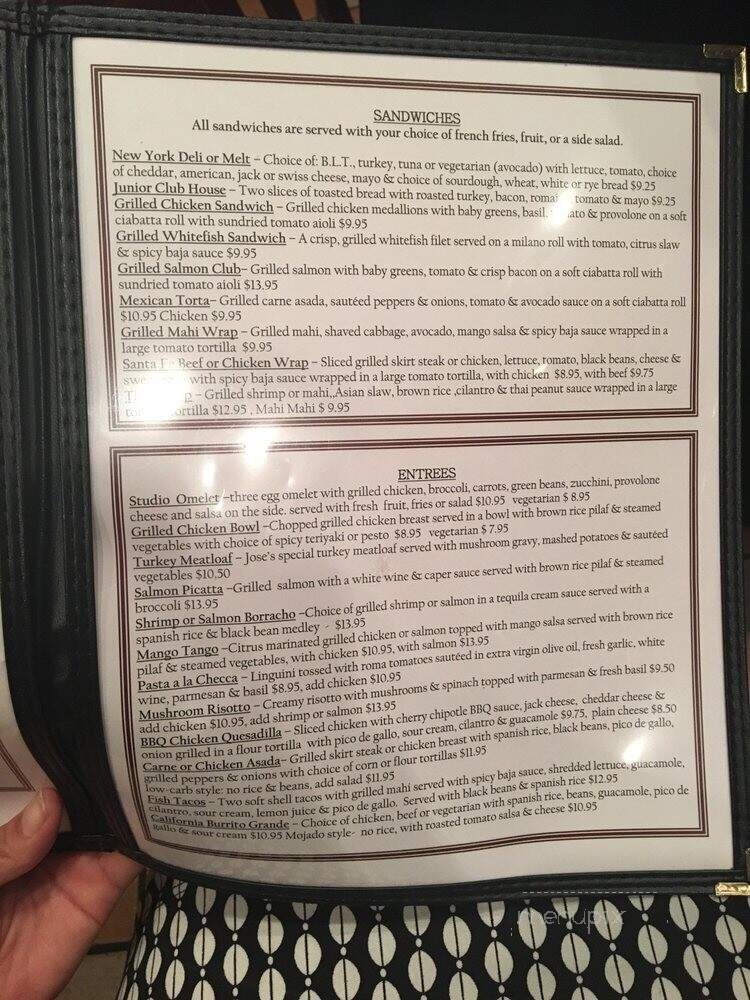 SANDWICHES
All sandwiches are served with your choice of french fries, fruit, or a side salad.
New York Deli or Melt – Choice of: B.L.T., turkey, tuna or vegetarian (avocado) with lettuce, tomato, choice
of cheddar, american, jack or swiss cheese, mayo & choice of sourdough, wheat, white or rye bread $9.25
Junior Club House – Two slices of toasted bread with roasted turkey, bacon, romai tomato & mayo $9.25
Grilled Chicken Sandwich – Grilled chicken medallions with baby greens, basil, ato & provolone on a soft
ciabatta roll with sundried tomato aioli $9.95
Grilled Whitefish Sandwich – A crisp, grilled whitefish filet served on a milano roll with tomato, citrus slaw
& spicy baja sauce $9.95
Grilled Salmon Club– Grilled salmon with baby greens, tomato & crisp bacon on a soft ciabatta roll with
sundried tomato aioli $13.95
Mexican Torta– Grilled carne asada, sautéed peppers & onions, tomato & avocado sauce on a soft ciabatta roll
$10.95 Chicken $9.95
Grilled Mahi Wrap – Grilled mahi, shaved cabbage, avocado, mango salsa & spicy baja sauce wrapped in a
large tomato tortilla $9.95
Santa Fe Beef or Chicken Wrap – Sliced grilled skirt steak or chicken, lettuce, tomato, black beans, cheese &
with spicy baja sauce wrapped in a large tomato tortilla, with chicken $8.95, with beef $9.75
– Grilled shrimp or mahi,,Asian slaw, brown rice ,cilantro & thai peanut sauce wrapped in a large
tortilla $12.95 , Mahi Mahi $ 9.95
ENTREES
Studio Omelet –three egg omelet with grilled chicken, broccoli, carrots, green beans, zucchini, provolone
cheese and salsa on the side. served with fresh fruit, fries or salad $10.95 vegetarian $ 8.95
Grilled Chicken Bowl –Chopped grilled chicken breast served in a bowl with brown rice pilaf & steamed
vegetables with choice of spicy teriyaki or pesto $8.95 vegetarian $ 7.95
Turkey Meatloaf – Jose's special turkey meatloaf served with mushroom gravy, mashed potatoes & sautéed
vegetables $10.50
Salmon Picatta –Grilled salmon with a white wine & caper sauce served with brown rice pilaf & steamed
broccoli $13.95
Shrimp or Salmon Borracho –Choice of grilled shrimp or salmon in a tequila cream sauce served with a
spanish rice & black bean medley - $13.95
Mango Tango –Citrus marinated grilled chicken or salmon topped with mango salsa served with brown rice
pilaf & steamed vegetables, with chicken $10.95, with salmon $13.95
Pasta a la Checca – Linguini tossed with roma tomatoes sautéed in extra virgin olive oil, fresh garlic, white
wine, parmesan & basil $8.95, add chicken $10.95
Mushroom Risotto – Creamy risotto with mushrooms & spinach topped with parmesan & fresh basil $9.50
add chicken $10.95, add shrimp or salmon $13.95
BBQ Chicken Quesadilla – Sliced chicken with cherry chipotle BBQ sauce, jack cheese, cheddar cheese &
onion grilled in a flour tortilla with pico de gallo, sour cream, cilantro & guacamole $9.75, plain cheese $8.50
Carne or Chicken Asada– Grilled skirt steak or chicken breast with spanish rice, black beans, pico de gallo,
grilled peppers & onions with choice of corn or flour tortillas $11.95
low-carb style: no rice & beans, add salad $11.95
Fish Tacos – Two soft shell tacos with grilled mahi served with spicy baja sauce, shredded lettuce, guacamole,
cilantro, sour cream, lemon juice & pico de gallo. Served with black beans & spanish rice $12.95
California Burrito Grande – Choice of chicken, beef or vegetarian with spanish rice, beans, guacamole, pico de
gallo & sour cream $10.95 Mojado style- no rice, with roasted tomato salsa & cheese $10.95
menupix